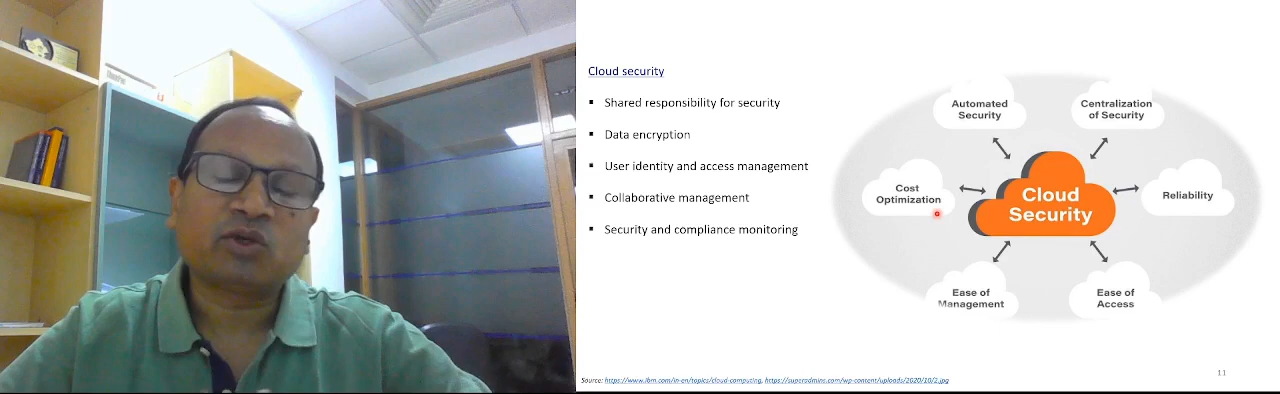 Cloud security
▪ Shared responsibility for security
▪ Data encryption
▪ User identity and access management
▪ Collaborative management
▪ Security and compliance monitoring
Automated
Security
Centralization
of Security
Cost
Optimization
Cloud
Security
Reliability
Ease of
Management
Ease of
Access
Source: https://www.ibm.com/in-en/topics/cloud-computing, https://superadmins.com/wp-content/uploads/2020/10/2.jpg
11